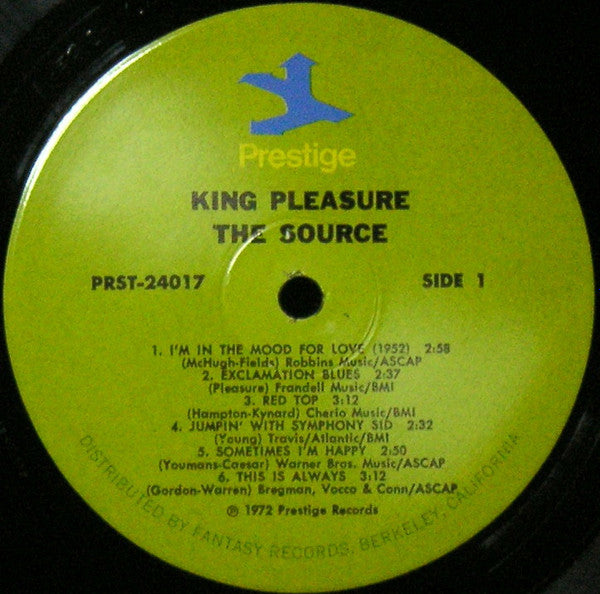 Prestige
KING PLEASURE
THE SOURCE
PRST-24017 SIDE 1
1. I'M IN THE MOOD FOR LOVE (1952) 2:58
(McHugh-Fields) Robbins Music/ASCAP
2. EXCLAMATION BLUES 2:37
(Pleasure) Frandell Music/BMI
3. RED TOP 3:12
(Hampton-Kynard) Cherio Music/BMI
4. JUMPIN' WITH SYMPHONY SID 2:32
(Young) Travis/Atlantic/BMI
5. SOMETIMES I'M HAPPY 2:50
(Youmans-Caesar) Warner Bros. Music/ASCAP
6. THIS IS ALWAYS 3:12
(Gordon-Warren) Bregman, Vocco & Conn/ASCAP
℗ 1972 Prestige Records
DISTRIBUTED BY FANTASY RECORDS, BERKELEY, CALIFORNIA